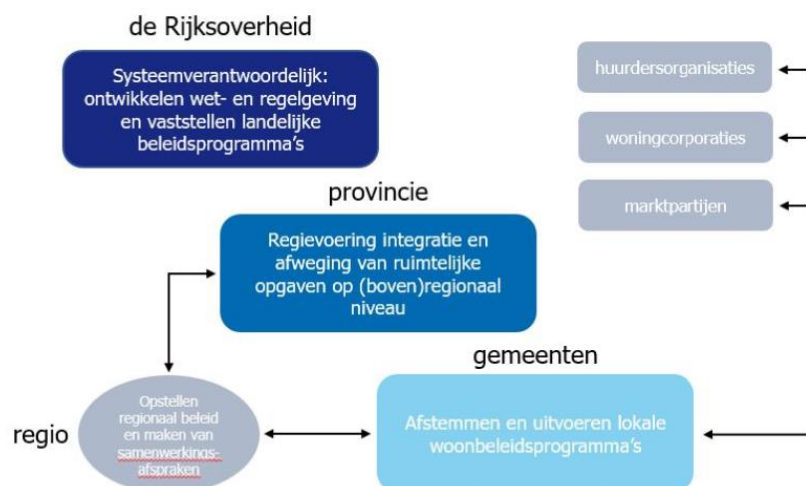 de Rijksoverheid
Systeemverantwoordelijk:
ontwikkelen wet- en regelgeving
en vaststellen landelijke
beleidsprogramma's
huurdersorganisaties
woningcorporaties
marktpartijen
provincie
Regievoering integratie en
afweging van ruimtelijke
opgaven op (boven)regionaal
niveau
gemeenten
Afstemmen en uitvoeren lokale
woonbeleidsprogramma's
regio
Opstellen
regionaal beleid
en maken van
samenwerkings-
afspraken